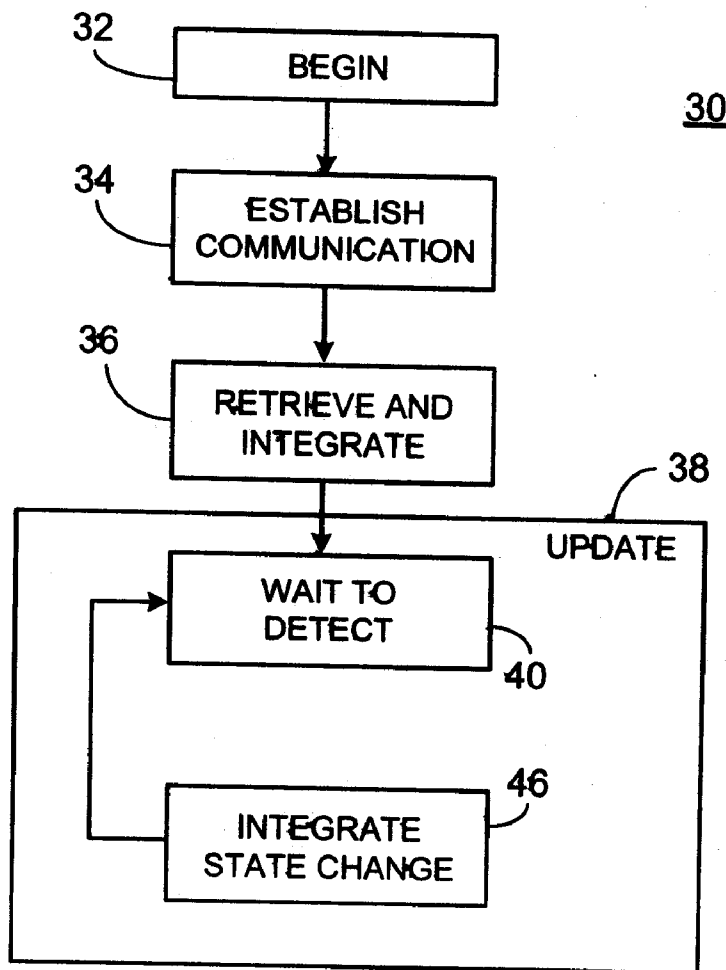 32
BEGIN
30
34
ESTABLISH
COMMUNICATION
36
RETRIEVE AND
INTEGRATE
38
UPDATE
WAIT TO
DETECT
40
46
INTEGRATE
STATE CHANGE